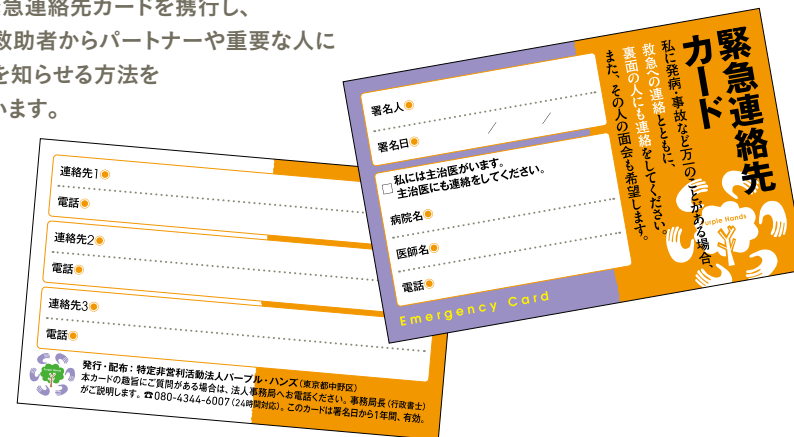 急連絡先カードを携行し、
救助者からパートナーや重要な人に
を知らせる方法を
います。
緊急連絡先
カード
私に発病・事故など万一のことがある場合、
救急への連絡とともに、
裏面の人にも連絡をしてください。
また、その人の面会も希望します。
署名人
署名日 / /
□私には主治医がいます。
主治医にも連絡をしてください。
病院名
医師名
電話
Emergency Card
Purple Hands
連絡先1
電話
連絡先2
電話
連絡先3
電話
発行・配布：特定非営利活動法人パープル・ハンズ（東京都中野区）
本カードの趣旨にご質問がある場合は、法人事務局へお電話ください。事務局長（行政書士）
がご説明します。☎080-4344-6007（24時間対応）。このカードは署名日から1年間、有効。